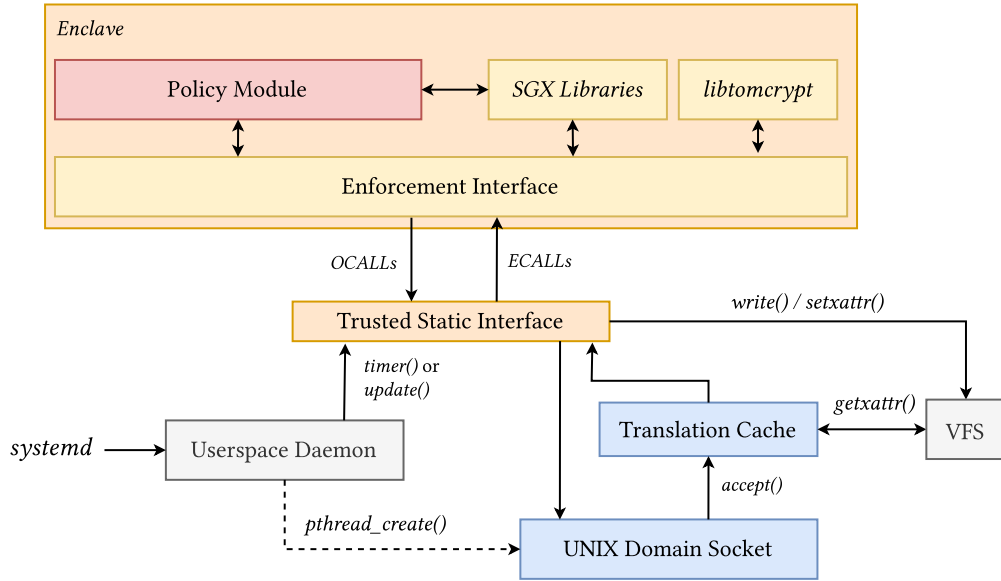 Enclave
Policy Module
SGX Libraries
libtomcrypt
Enforcement Interface
OCALLs
ECALLs
write() / setxattr()
Trusted Static Interface
timer() or
update()
getxattr()
Translation Cache
VFS
systemd
Userspace Daemon
accept()
pthread_create()
UNIX Domain Socket